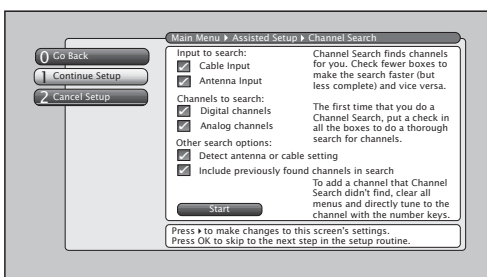 Main Menu ▸ Assisted Setup ▸ Channel Search
0 Go Back
1 Continue Setup
2 Cancel Setup
Input to search:
Cable Input
Antenna Input
Channels to search:
Digital channels
Analog channels
Other search options:
Detect antenna or cable setting
Include previously found channels in search
Start
Channel Search finds channels
for you. Check fewer boxes to
make the search faster (but
less complete) and vice versa.
The first time that you do a
Channel Search, put a check in
all the boxes to do a thorough
search for channels.
To add a channel that Channel
Search didn't find, clear all
menus and directly tune to the
channel with the number keys.
Press ▸ to make changes to this screen's settings.
Press OK to skip to the next step in the setup routine.